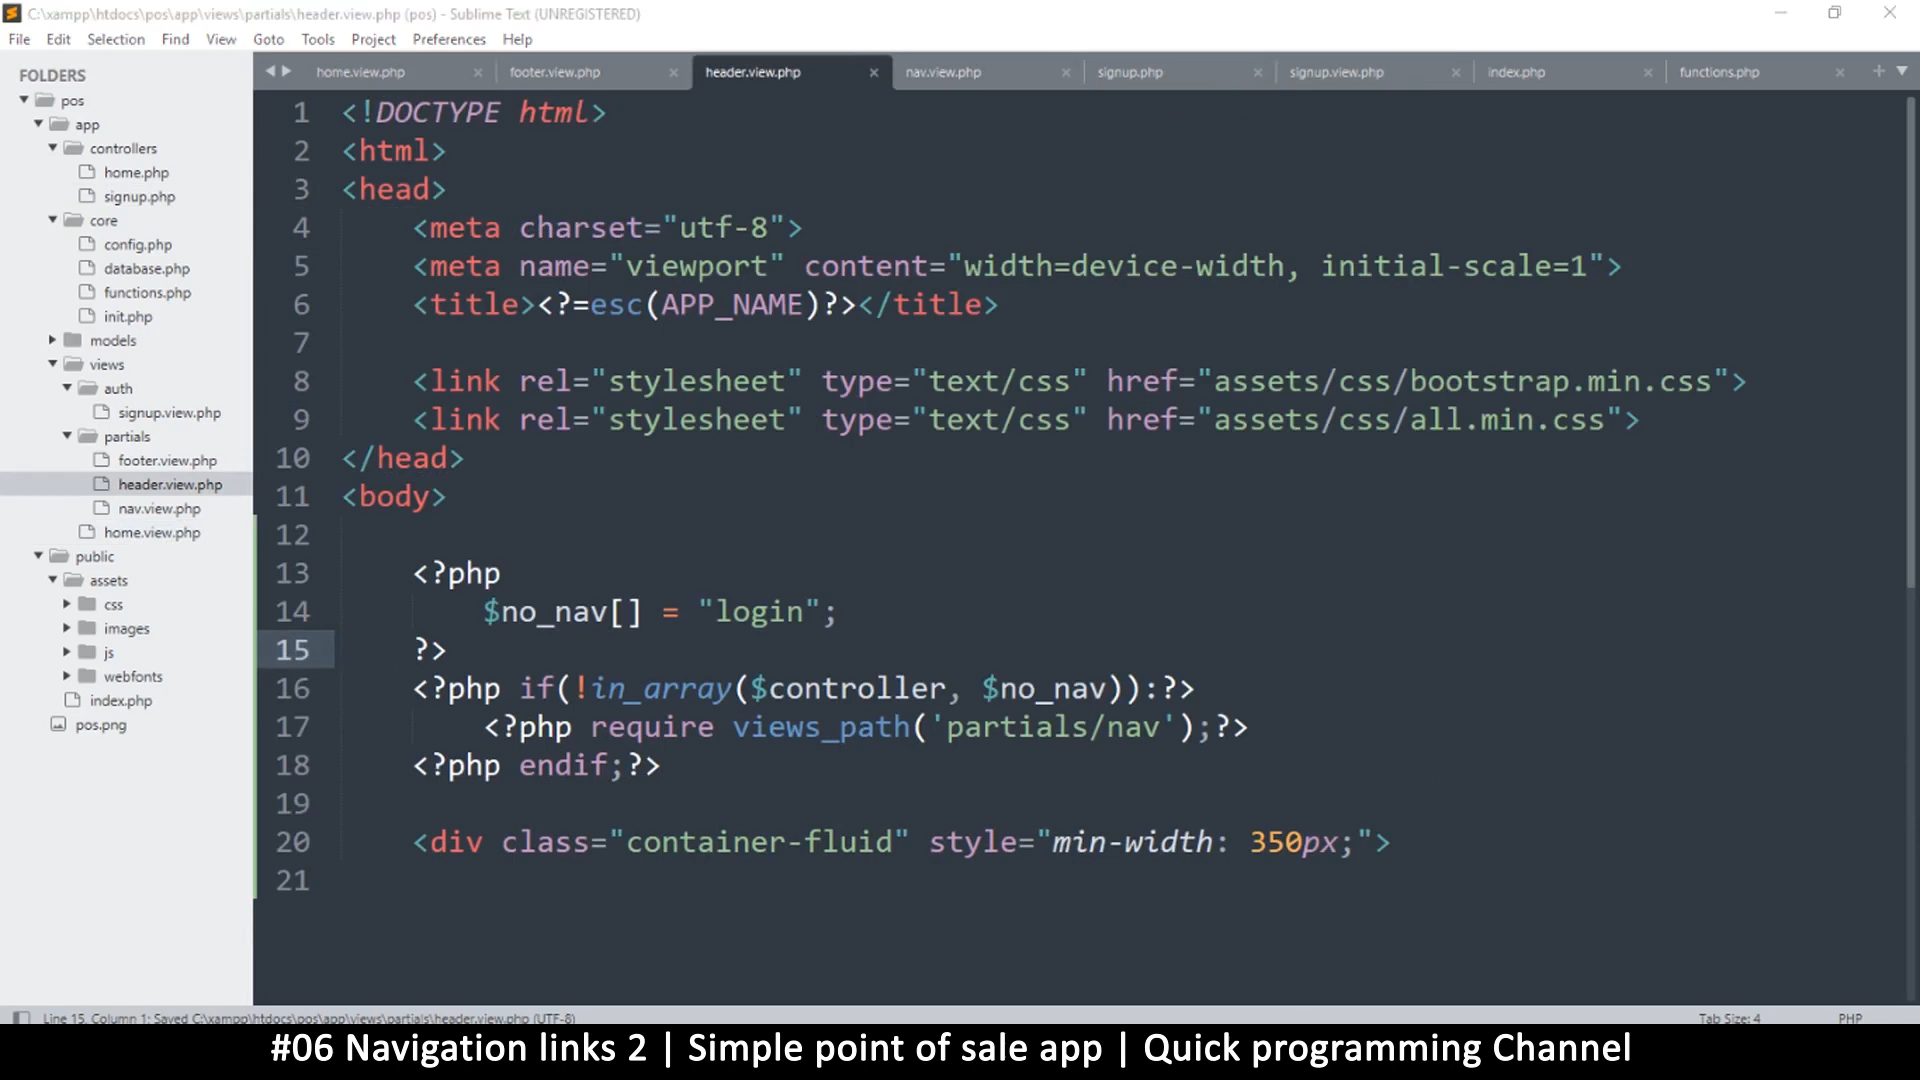 C:\xampp\htdocs\pos\app\views\partials\header.view.php (pos) - Sublime Text (UNREGISTERED)
File Edit Selection Find View Goto Tools Project Preferences Help
FOLDERS
pos
app
controllers
home.php
signup.php
core
config.php
database.php
functions.php
init.php
models
views
auth
signup.view.php
partials
footer.view.php
header.view.php
nav.view.php
home.view.php
public
assets
css
images
js
webfonts
index.php
pos.png
home.view.php footer.view.php header.view.php nav.view.php signup.php signup.view.php index.php functions.php
1 <!DOCTYPE html>
2 <html>
3 <head>
4 <meta charset="utf-8">
5 <meta name="viewport" content="width=device-width, initial-scale=1">
6 <title><?=esc(APP_NAME)?></title>
7
8 <link rel="stylesheet" type="text/css" href="assets/css/bootstrap.min.css">
9 <link rel="stylesheet" type="text/css" href="assets/css/all.min.css">
10 </head>
11 <body>
12
13 <?php
14 $no_nav[] = "login";
15 ?>
16 <?php if(!in_array($controller, $no_nav)):?>
17 <?php require views_path('partials/nav');?>
18 <?php endif;?>
19
20 <div class="container-fluid" style="min-width: 350px;">
21
Line 15, Column 1; Saved C:\xampp\htdocs\pos\app\views\partials\header.view.php (UTF-8) Tab Size: 4 PHP
#06 Navigation links 2 | Simple point of sale app | Quick programming Channel